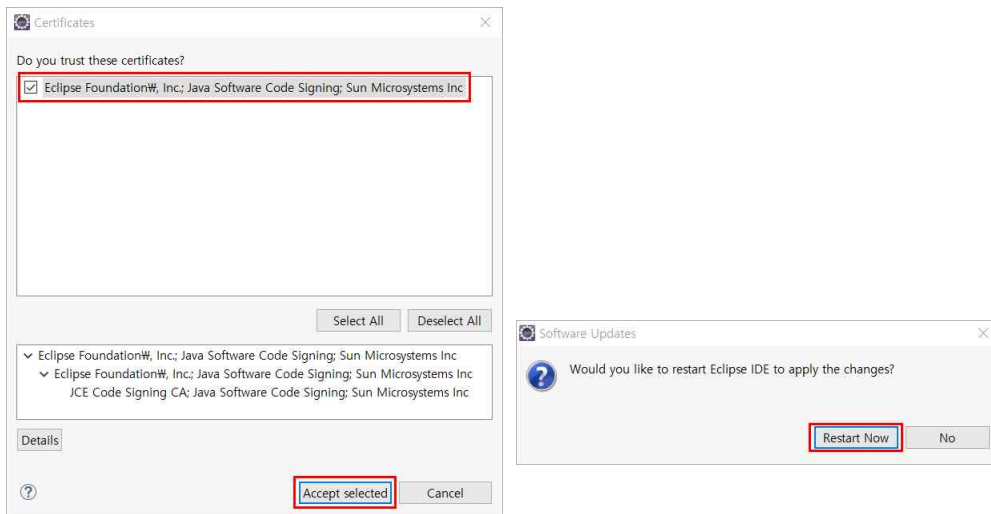 Certificates
Do you trust these certificates?
Eclipse Foundation₩, Inc.; Java Software Code Signing; Sun Microsystems Inc
Select All
Deselect All
Eclipse Foundation₩, Inc.; Java Software Code Signing; Sun Microsystems Inc
Eclipse Foundation₩, Inc.; Java Software Code Signing; Sun Microsystems Inc
JCE Code Signing CA; Java Software Code Signing; Sun Microsystems Inc
Details
?
Accept selected
Cancel
Software Updates
?
Would you like to restart Eclipse IDE to apply the changes?
Restart Now
No